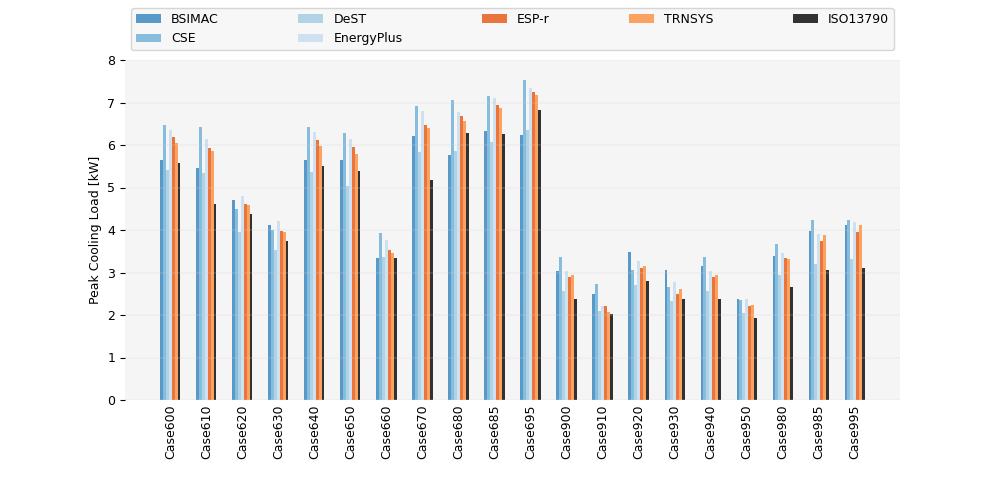 BSIMAC DeST ESP-r TRNSYS ISO13790
CSE EnergyPlus
Peak Cooling Load [kW]
8
7
6
5
4
3
2
1
0
Case600 Case610 Case620 Case630 Case640 Case650 Case660 Case670 Case680 Case685 Case695 Case900 Case910 Case920 Case930 Case940 Case950 Case980 Case985 Case995